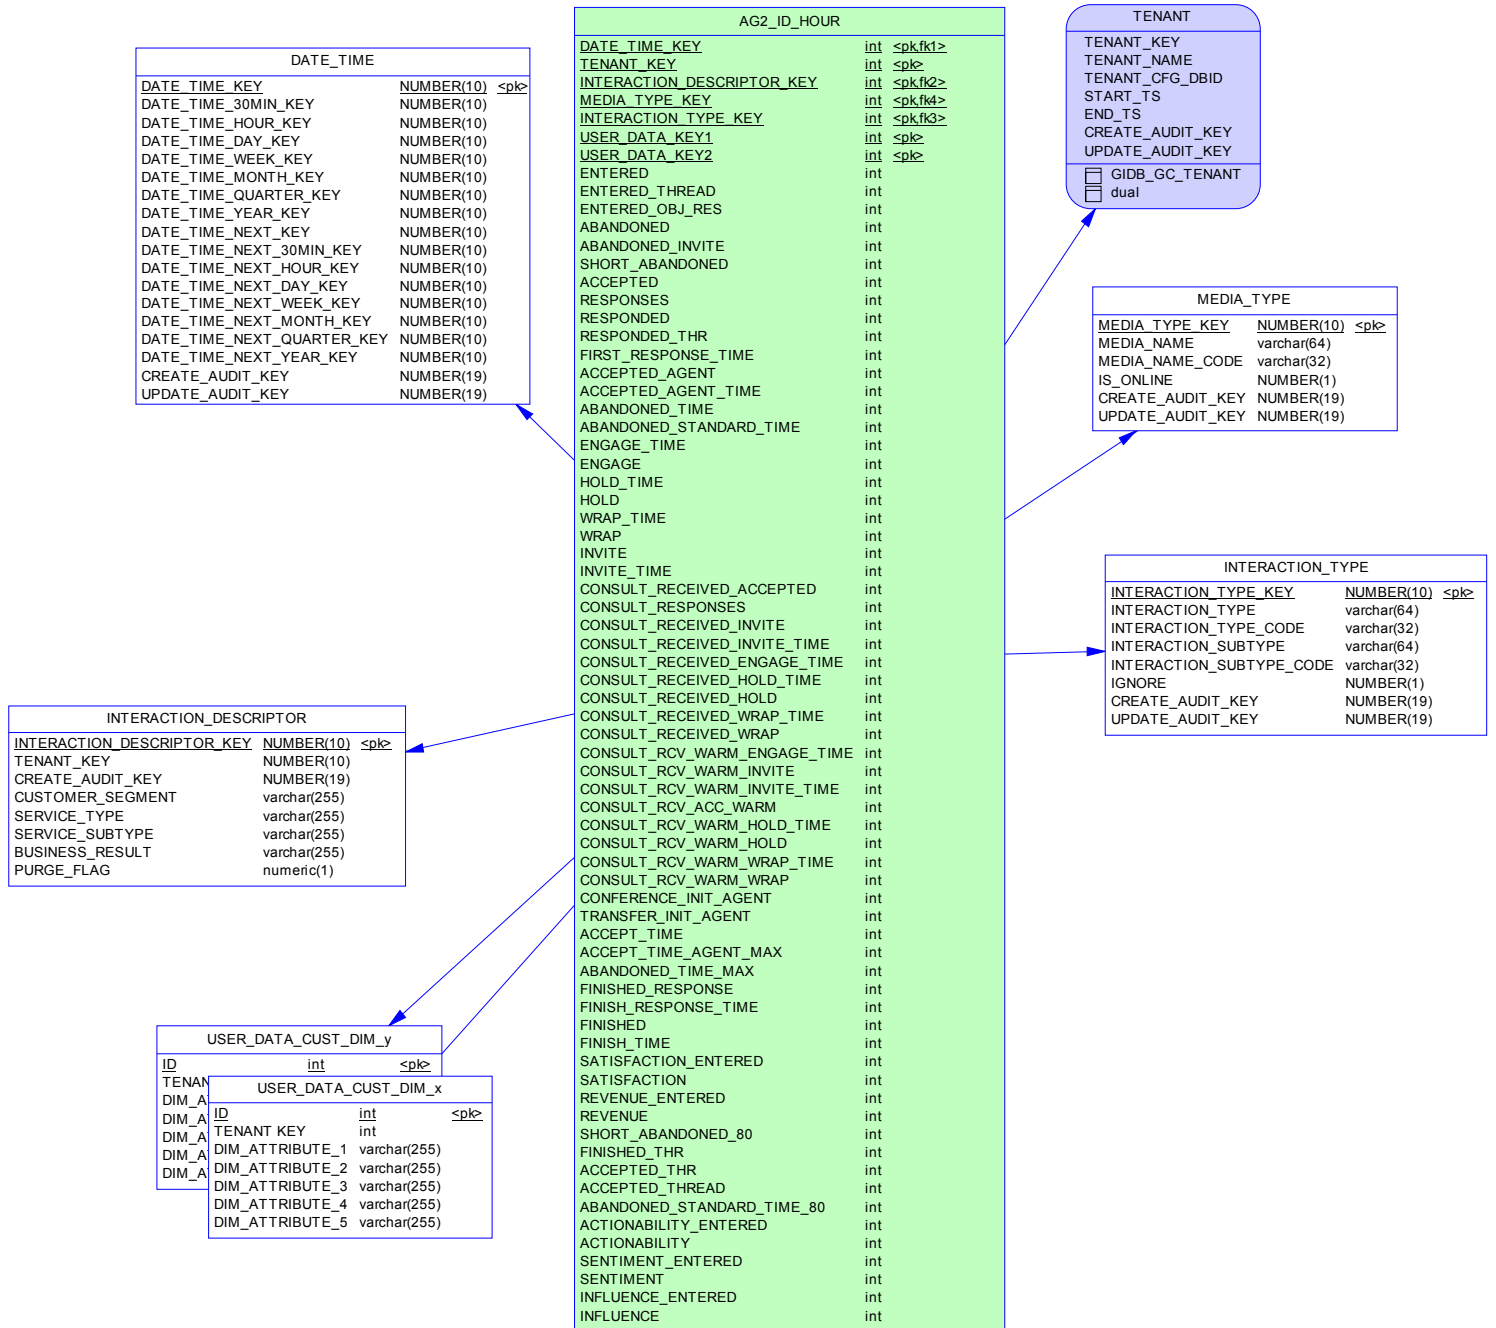 AG2_ID_HOUR
DATE_TIME_KEY int <pk,fk1>
TENANT_KEY int <pk>
INTERACTION_DESCRIPTOR_KEY int <pk,fk2>
MEDIA_TYPE_KEY int <pk,fk4>
INTERACTION_TYPE_KEY int <pk,fk3>
USER_DATA_KEY1 int <pk>
USER_DATA_KEY2 int <pk>
ENTERED int
ENTERED_THREAD int
ENTERED_OBJ_RES int
ABANDONED int
ABANDONED_INVITE int
SHORT_ABANDONED int
ACCEPTED int
RESPONSES int
RESPONDED int
RESPONDED_THR int
FIRST_RESPONSE_TIME int
ACCEPTED_AGENT int
ACCEPTED_AGENT_TIME int
ABANDONED_TIME int
ABANDONED_STANDARD_TIME int
ENGAGE_TIME int
ENGAGE int
HOLD_TIME int
HOLD int
WRAP_TIME int
WRAP int
INVITE int
INVITE_TIME int
CONSULT_RECEIVED_ACCEPTED int
CONSULT_RESPONSES int
CONSULT_RECEIVED_INVITE int
CONSULT_RECEIVED_INVITE_TIME int
CONSULT_RECEIVED_ENGAGE_TIME int
CONSULT_RECEIVED_HOLD_TIME int
CONSULT_RECEIVED_HOLD int
CONSULT_RECEIVED_WRAP_TIME int
CONSULT_RECEIVED_WRAP int
CONSULT_RCV_WARM_ENGAGE_TIME int
CONSULT_RCV_WARM_INVITE int
CONSULT_RCV_WARM_INVITE_TIME int
CONSULT_RCV_ACC_WARM int
CONSULT_RCV_WARM_HOLD_TIME int
CONSULT_RCV_WARM_HOLD int
CONSULT_RCV_WARM_WRAP_TIME int
CONSULT_RCV_WARM_WRAP int
CONFERENCE_INIT_AGENT int
TRANSFER_INIT_AGENT int
ACCEPT_TIME int
ACCEPT_TIME_AGENT_MAX int
ABANDONED_TIME_MAX int
FINISHED_RESPONSE int
FINISH_RESPONSE_TIME int
FINISHED int
FINISH_TIME int
SATISFACTION_ENTERED int
SATISFACTION int
REVENUE_ENTERED int
REVENUE int
SHORT_ABANDONED_80 int
FINISHED_THR int
ACCEPTED_THR int
ACCEPTED_THREAD int
ABANDONED_STANDARD_TIME_80 int
ACTIONABILITY_ENTERED int
ACTIONABILITY int
SENTIMENT_ENTERED int
SENTIMENT int
INFLUENCE_ENTERED int
INFLUENCE int
DATE_TIME
DATE_TIME_KEY NUMBER(10) <pk>
DATE_TIME_30MIN_KEY NUMBER(10)
DATE_TIME_HOUR_KEY NUMBER(10)
DATE_TIME_DAY_KEY NUMBER(10)
DATE_TIME_WEEK_KEY NUMBER(10)
DATE_TIME_MONTH_KEY NUMBER(10)
DATE_TIME_QUARTER_KEY NUMBER(10)
DATE_TIME_YEAR_KEY NUMBER(10)
DATE_TIME_NEXT_KEY NUMBER(10)
DATE_TIME_NEXT_30MIN_KEY NUMBER(10)
DATE_TIME_NEXT_HOUR_KEY NUMBER(10)
DATE_TIME_NEXT_DAY_KEY NUMBER(10)
DATE_TIME_NEXT_WEEK_KEY NUMBER(10)
DATE_TIME_NEXT_MONTH_KEY NUMBER(10)
DATE_TIME_NEXT_QUARTER_KEY NUMBER(10)
DATE_TIME_NEXT_YEAR_KEY NUMBER(10)
CREATE_AUDIT_KEY NUMBER(19)
UPDATE_AUDIT_KEY NUMBER(19)
TENANT
TENANT_KEY
TENANT_NAME
TENANT_CFG_DBID
START_TS
END_TS
CREATE_AUDIT_KEY
UPDATE_AUDIT_KEY
GIDB_GC_TENANT
dual
MEDIA_TYPE
MEDIA_TYPE_KEY NUMBER(10) <pk>
MEDIA_NAME varchar(64)
MEDIA_NAME_CODE varchar(32)
IS_ONLINE NUMBER(1)
CREATE_AUDIT_KEY NUMBER(19)
UPDATE_AUDIT_KEY NUMBER(19)
INTERACTION_TYPE
INTERACTION_TYPE_KEY NUMBER(10) <pk>
INTERACTION_TYPE varchar(64)
INTERACTION_TYPE_CODE varchar(32)
INTERACTION_SUBTYPE varchar(64)
INTERACTION_SUBTYPE_CODE varchar(32)
IGNORE NUMBER(1)
CREATE_AUDIT_KEY NUMBER(19)
UPDATE_AUDIT_KEY NUMBER(19)
INTERACTION_DESCRIPTOR
INTERACTION_DESCRIPTOR_KEY NUMBER(10) <pk>
TENANT_KEY NUMBER(10)
CREATE_AUDIT_KEY NUMBER(19)
CUSTOMER_SEGMENT varchar(255)
SERVICE_TYPE varchar(255)
SERVICE_SUBTYPE varchar(255)
BUSINESS_RESULT varchar(255)
PURGE_FLAG numeric(1)
USER_DATA_CUST_DIM_y
ID int <pk>
TENAN
DIM_A
DIM_A
DIM_A
DIM_A
DIM_A
USER_DATA_CUST_DIM_x
ID int <pk>
TENANT KEY int
DIM_ATTRIBUTE_1 varchar(255)
DIM_ATTRIBUTE_2 varchar(255)
DIM_ATTRIBUTE_3 varchar(255)
DIM_ATTRIBUTE_4 varchar(255)
DIM_ATTRIBUTE_5 varchar(255)